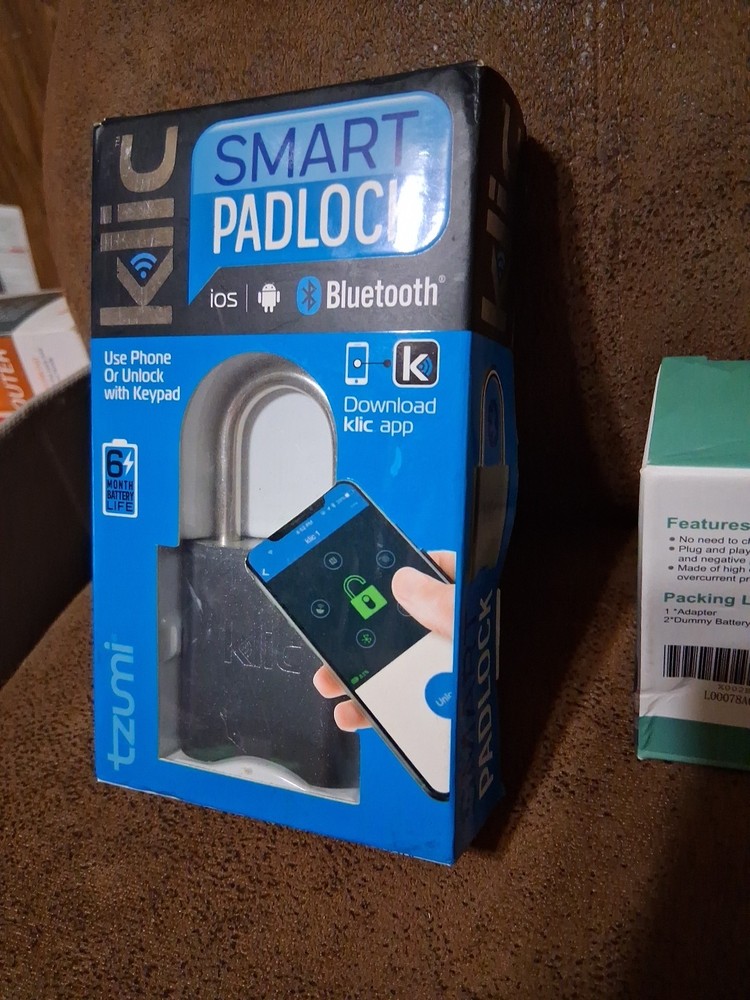 klic™
SMART
PADLOCK
ios
Bluetooth®
Use Phone
Or Unlock
with Keypad
k
Download
klic app
6
MONTH
BATTERY
LIFE
klic 1
klic
tzumi
PADLOCK
Features
No need to
Plug and play
and negative
Made of high
overcurrent
Packing
1 *Adapter
2*Dummy Battery